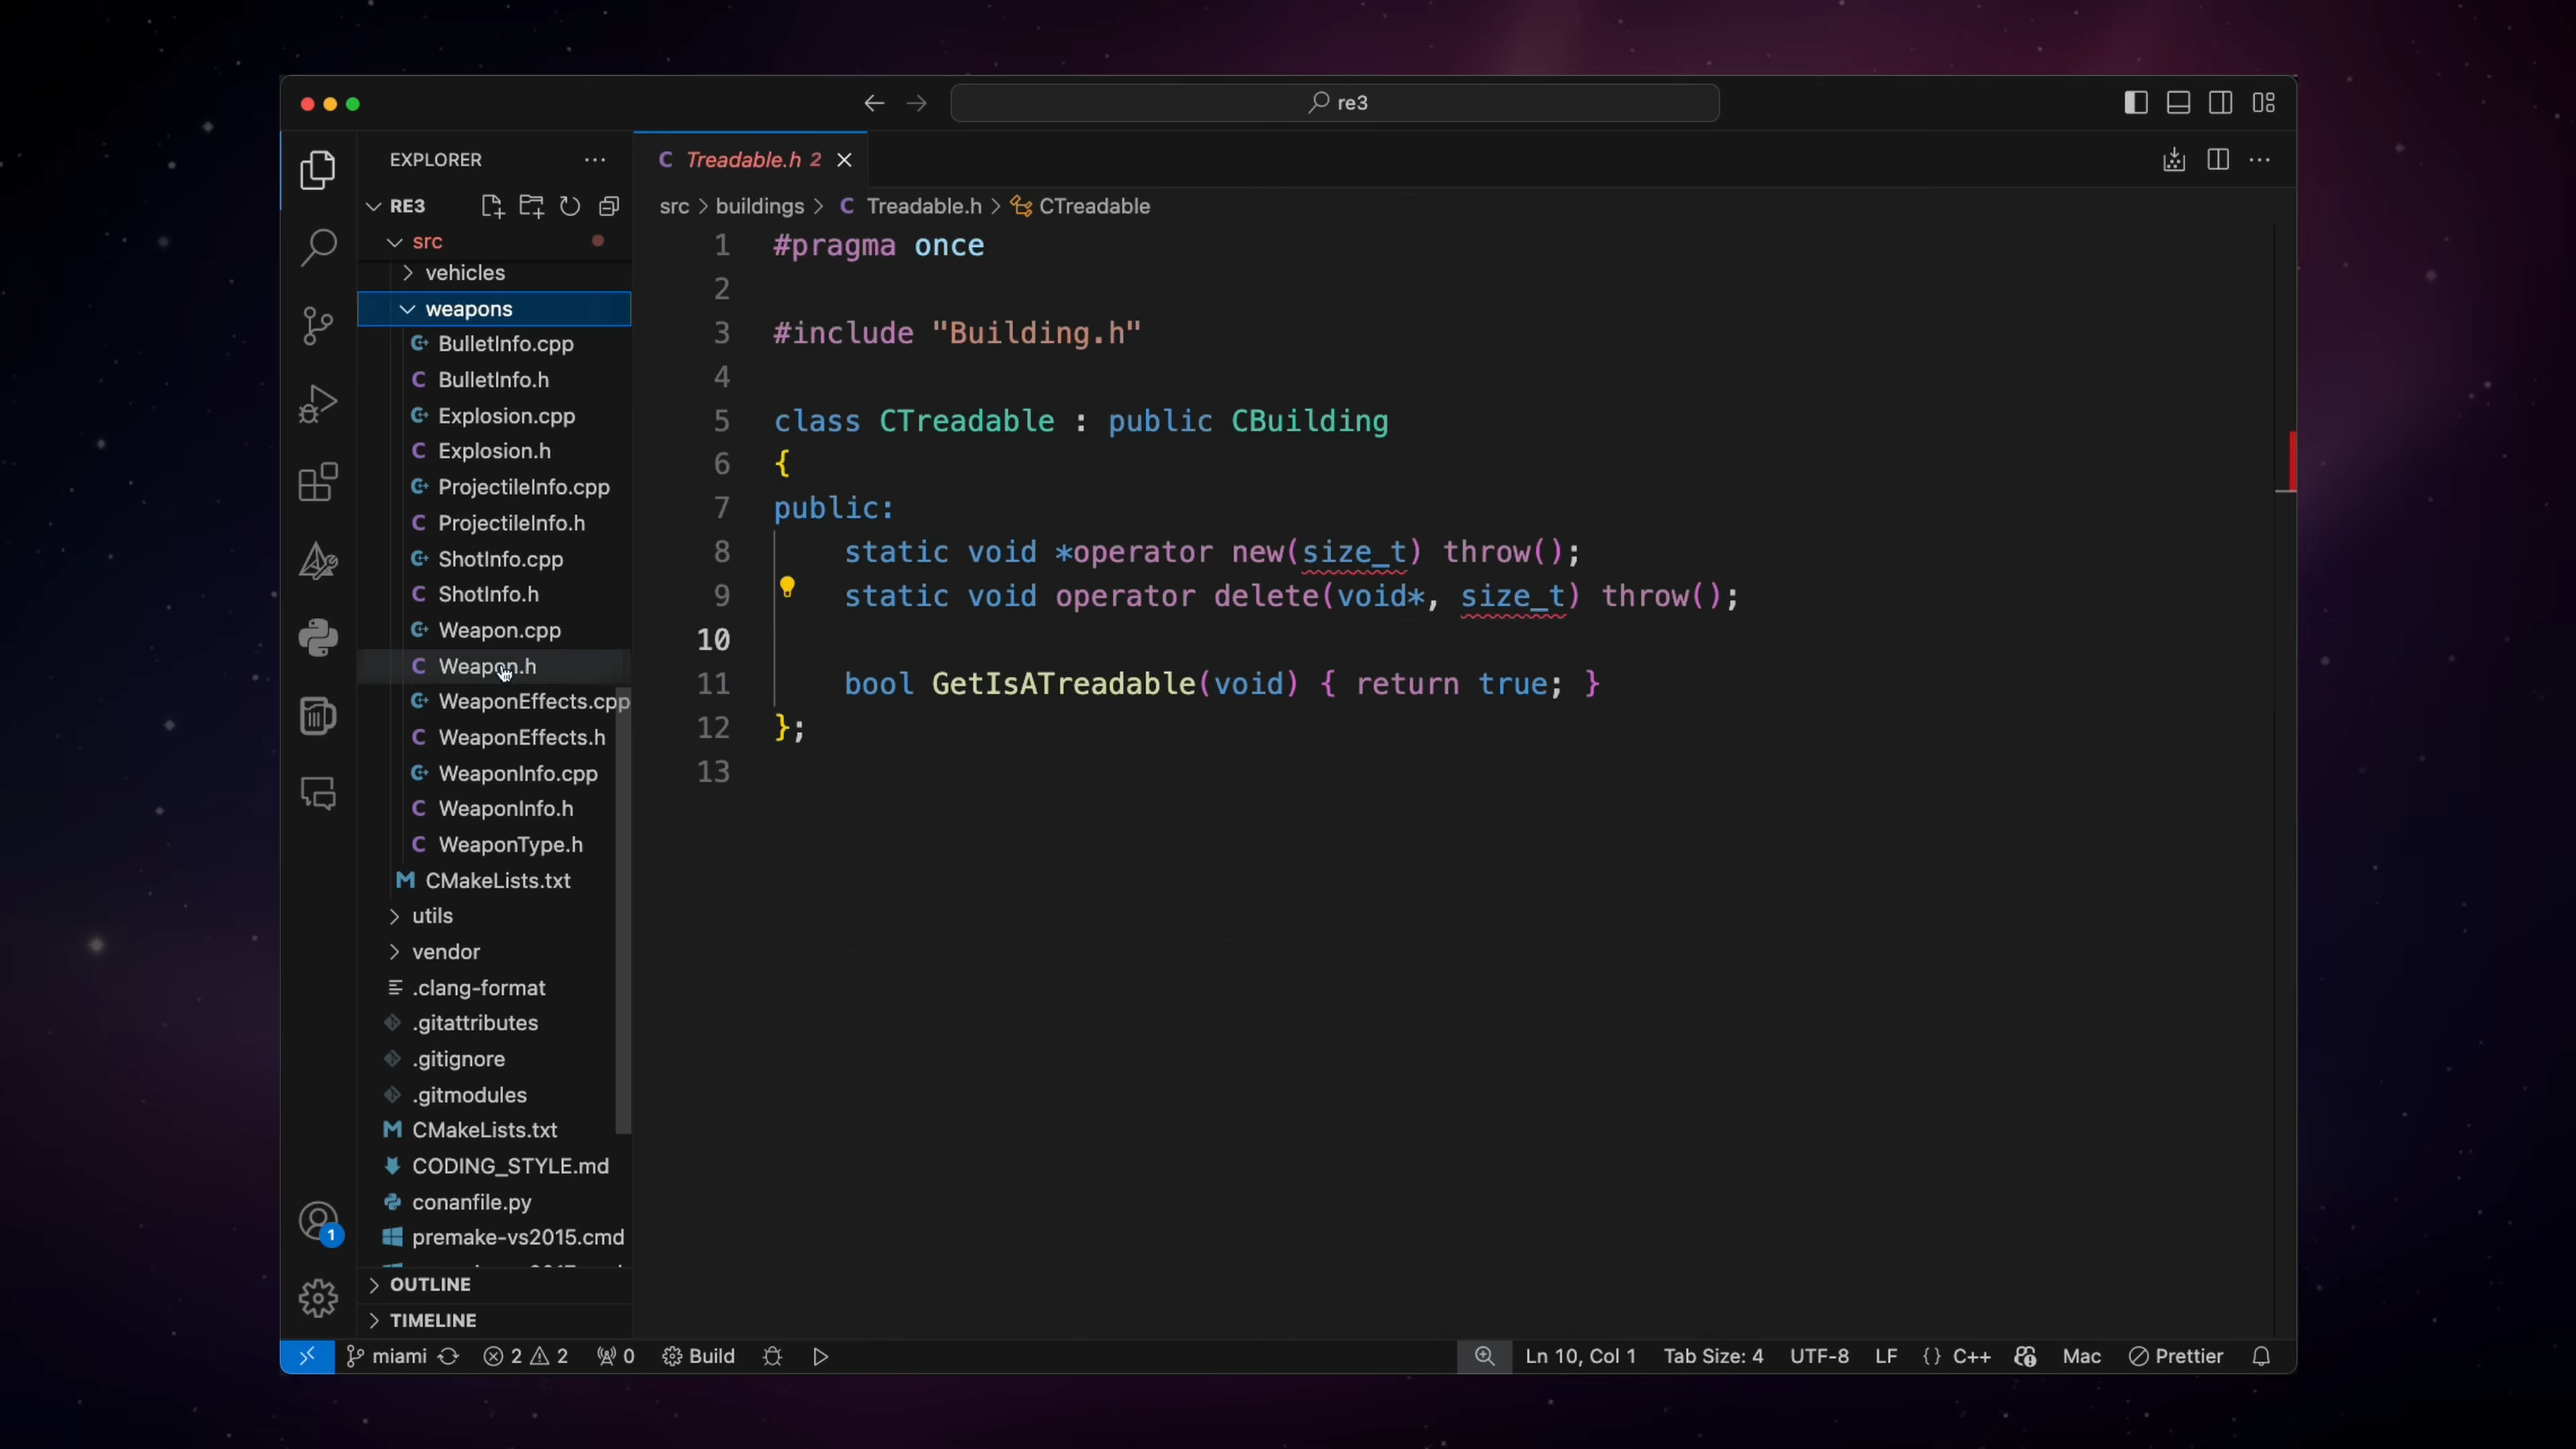 re3
EXPLORER
Treadable.h 2
RE3
src > buildings > C Treadable.h > CTreadable
src
vehicles
weapons
BulletInfo.cpp
BulletInfo.h
Explosion.cpp
Explosion.h
ProjectileInfo.cpp
ProjectileInfo.h
ShotInfo.cpp
ShotInfo.h
Weapon.cpp
Weapon.h
WeaponEffects.cpp
WeaponEffects.h
WeaponInfo.cpp
WeaponInfo.h
WeaponType.h
CMakeLists.txt
utils
vendor
.clang-format
.gitattributes
.gitignore
.gitmodules
CMakeLists.txt
CODING_STYLE.md
conanfile.py
premake-vs2015.cmd
OUTLINE
TIMELINE
1 #pragma once
2
3 #include "Building.h"
4
5 class CTreadable : public CBuilding
6 {
7 public:
8 static void *operator new(size_t) throw();
9 static void operator delete(void*, size_t) throw();
10
11 bool GetIsATreadable(void) { return true; }
12 };
13
1
miami 2 2 0 Build Ln 10, Col 1 Tab Size: 4 UTF-8 LF {} C++ Mac Prettier